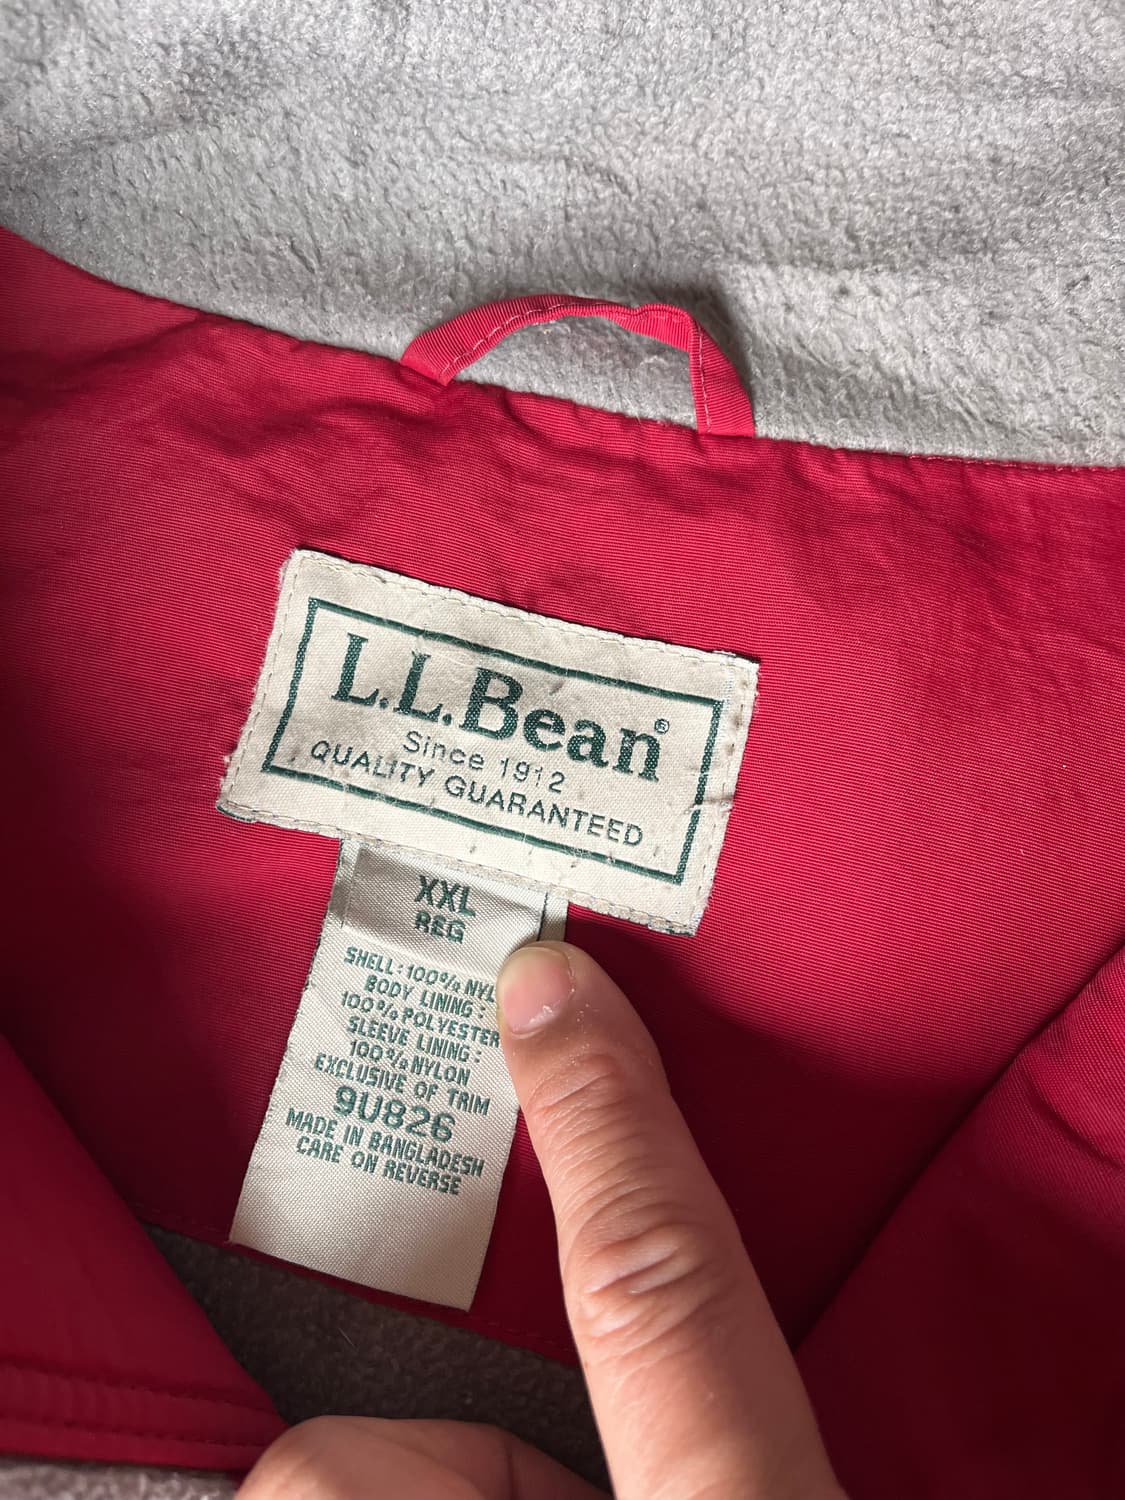 L.L.Bean®
Since 1912
QUALITY GUARANTEED
XXL
REG
SHELL: 100% NYL
BODY LINING:
100% POLYESTER
SLEEVE LINING:
100% NYLON
EXCLUSIVE OF TRIM
9U826
MADE IN BANGLADESH
CARE ON REVERSE